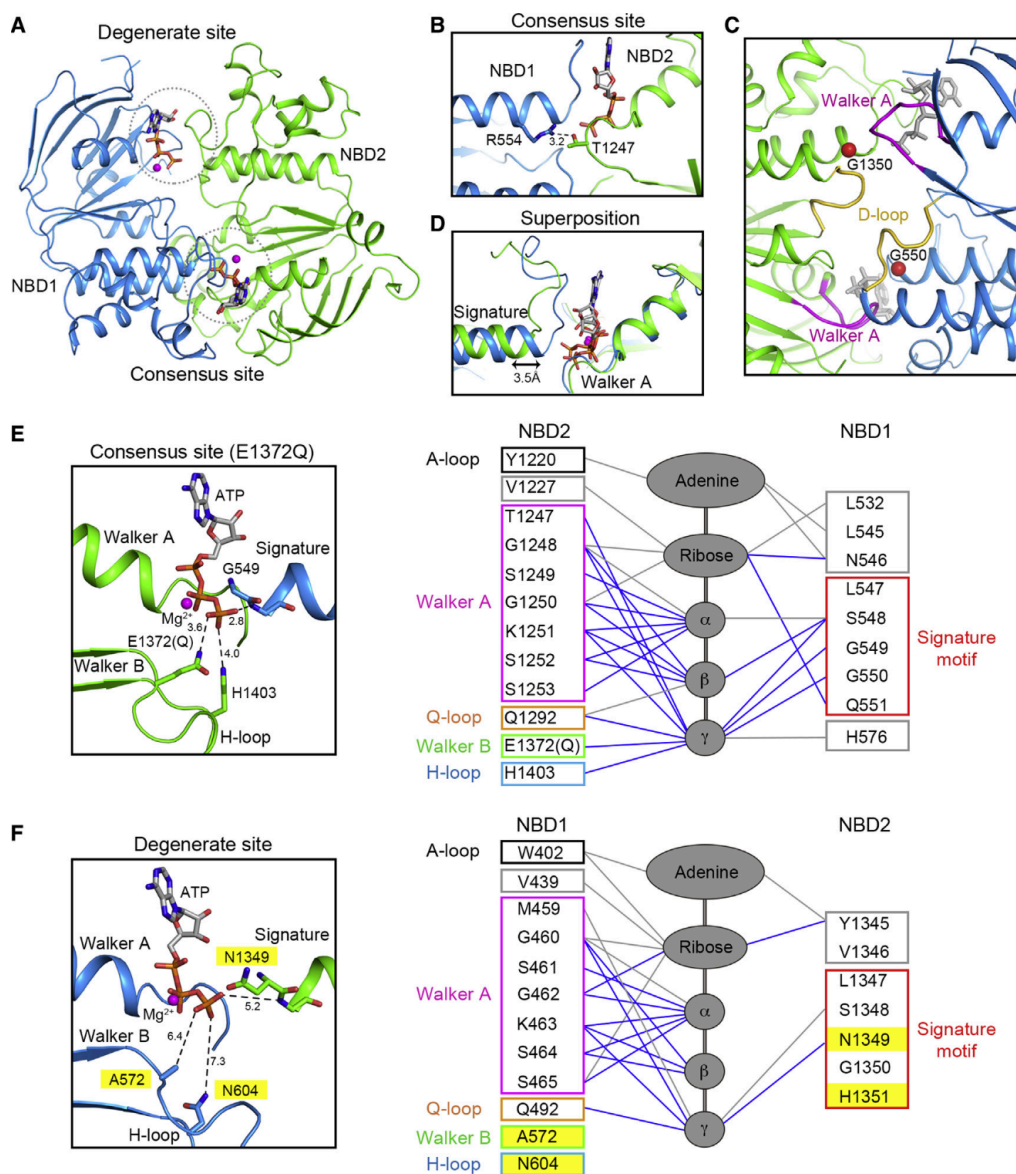 A
Degenerate site
NBD2
NBD1
Consensus site
B
Consensus site
NBD1
NBD2
R554
3.2
T1247
C
Walker A
G1350
D-loop
G550
Walker A
D
Superposition
Signature
3.5Å
Walker A
E
Consensus site (E1372Q)
ATP
Walker A
Signature
G549
Mg2+
2.8
3.6
E1372(Q)
4.0
Walker B
H1403
H-loop
NBD2
NBD1
A-loop
Y1220
V1227
Walker A
T1247
G1248
S1249
G1250
K1251
S1252
S1253
Q-loop
Q1292
Walker B
E1372(Q)
H-loop
H1403
Adenine
Ribose
α
β
γ
L532
L545
N546
L547
S548
G549
G550
Q551
Signature
motif
H576
F
Degenerate site
ATP
Walker A
Signature
N1349
Mg2+
5.2
Walker B
6.4
7.3
A572
N604
H-loop
NBD1
NBD2
A-loop
W402
V439
Walker A
M459
G460
S461
G462
K463
S464
S465
Q-loop
Q492
Walker B
A572
H-loop
N604
Adenine
Ribose
α
β
γ
Y1345
V1346
L1347
S1348
N1349
G1350
H1351
Signature
motif